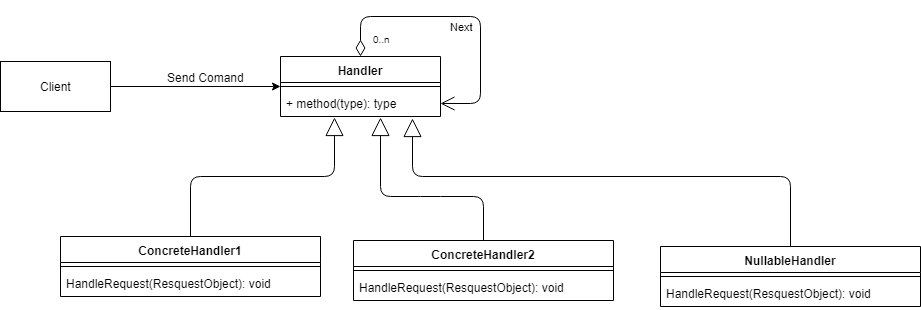 Next
0..n
Handler
Client
Send Comand
+ method(type): type
ConcreteHandler1
ConcreteHandler2
NullableHandler
HandleRequest(ResquestObject): void
HandleRequest(ResquestObject): void
HandleRequest(ResquestObject): void